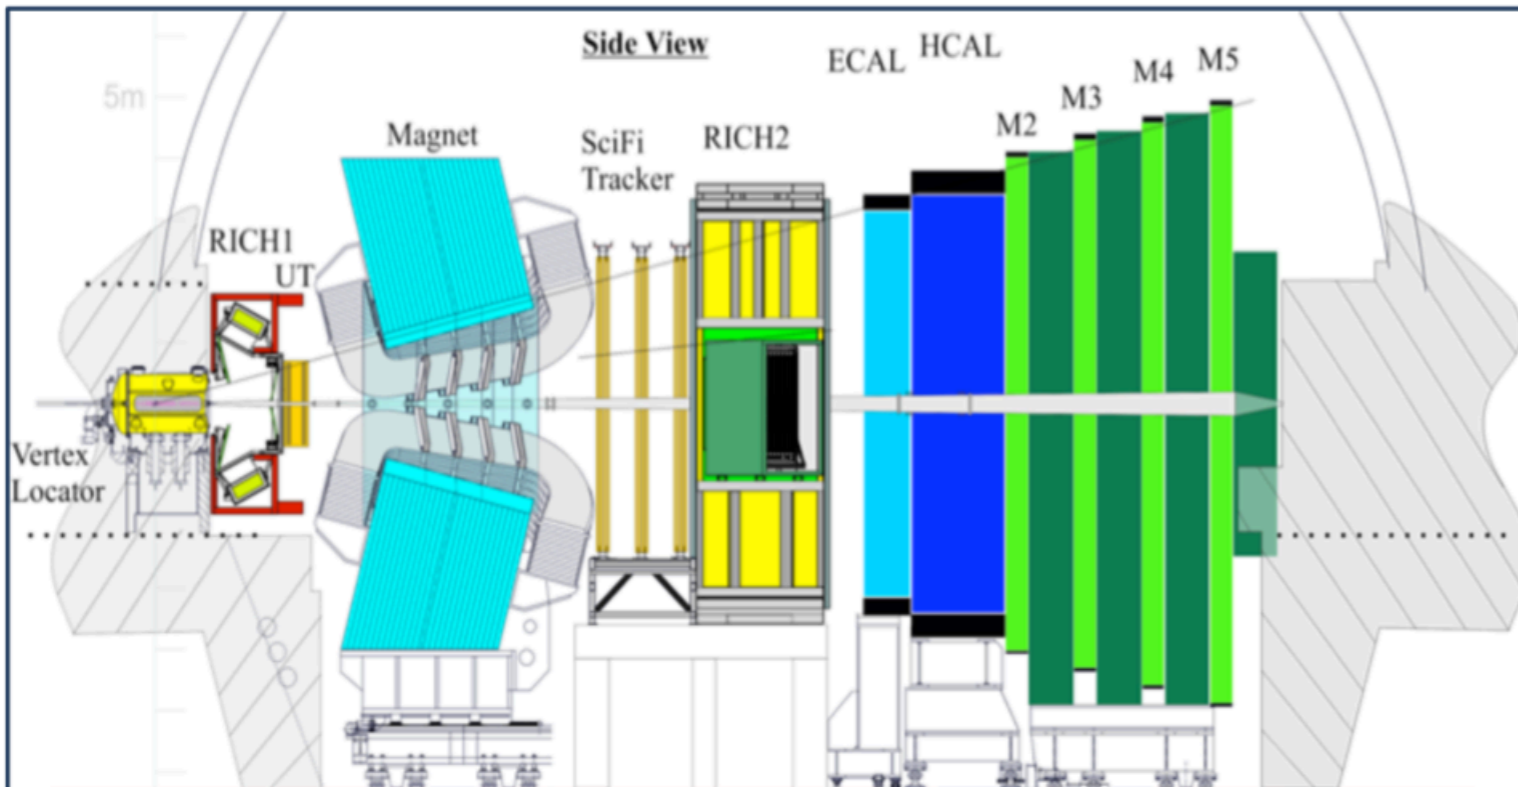 Side View
ECAL
HCAL
M5
M4
M3
M2
5m
Magnet
SciFi
Tracker
RICH2
RICH1
UT
Vertex
Locator